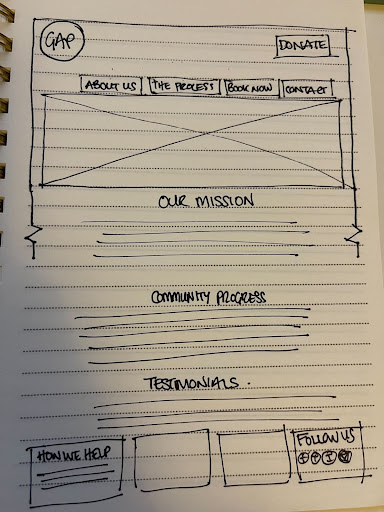 GAP
DONATE
ABOUT US THE PROCESS BOOK NOW CONTACT
OUR MISSION
COMMUNITY PROGRESS
TESTIMONIALS.
HOW WE HELP
FOLLOW US